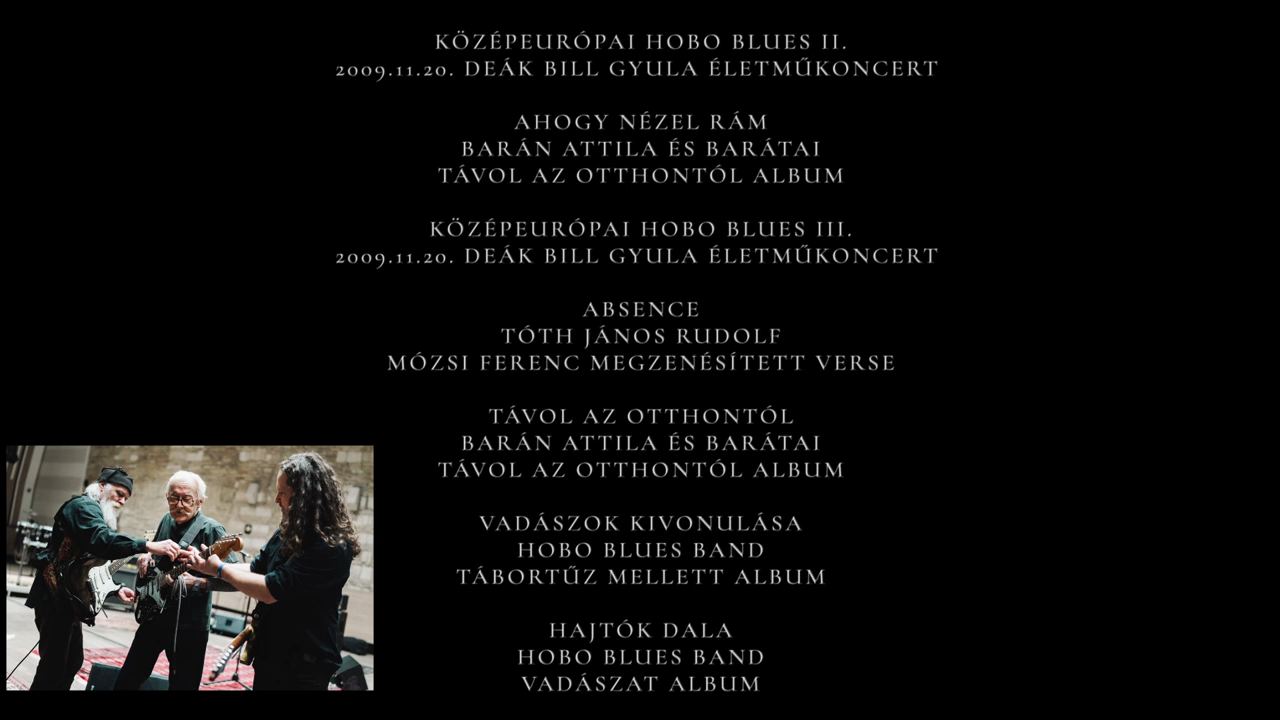 KÖZÉPEURÓPAI HOBO BLUES II.
2009.11.20. DEÁK BILL GYULA ÉLETMŰKONCERT
AHOGY NÉZEL RÁM
BARÁN ATTILA ÉS BARÁTAI
TÁVOL AZ OTTHONTÓL ALBUM
KÖZÉPEURÓPAI HOBO BLUES III.
2009.11.20. DEÁK BILL GYULA ÉLETMŰKONCERT
ABSENCE
TÓTH JÁNOS RUDOLF
MÓZSI FERENC MEGZENÉSÍTETT VERSE
TÁVOL AZ OTTHONTÓL
BARÁN ATTILA ÉS BARÁTAI
TÁVOL AZ OTTHONTÓL ALBUM
VADÁSZOK KIVONULÁSA
HOBO BLUES BAND
TÁBORTŰZ MELLETT ALBUM
HAJTÓK DALA
HOBO BLUES BAND
VADÁSZAT ALBUM